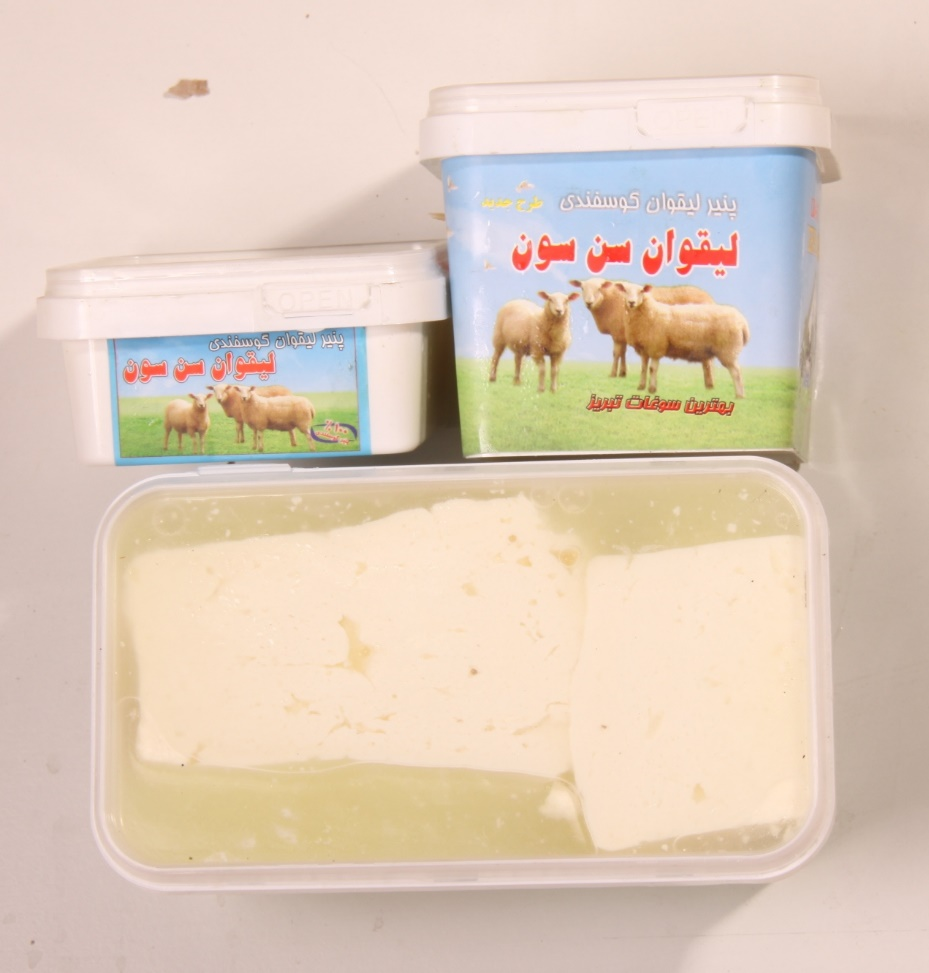 پنیر لیقوان گوسفندی
طرح جدید
لیقوان سن سون
بهترین سوغات تبریز
OPEN
پنیر لیقوان گوسفندی
لیقوان سن سون
OPEN